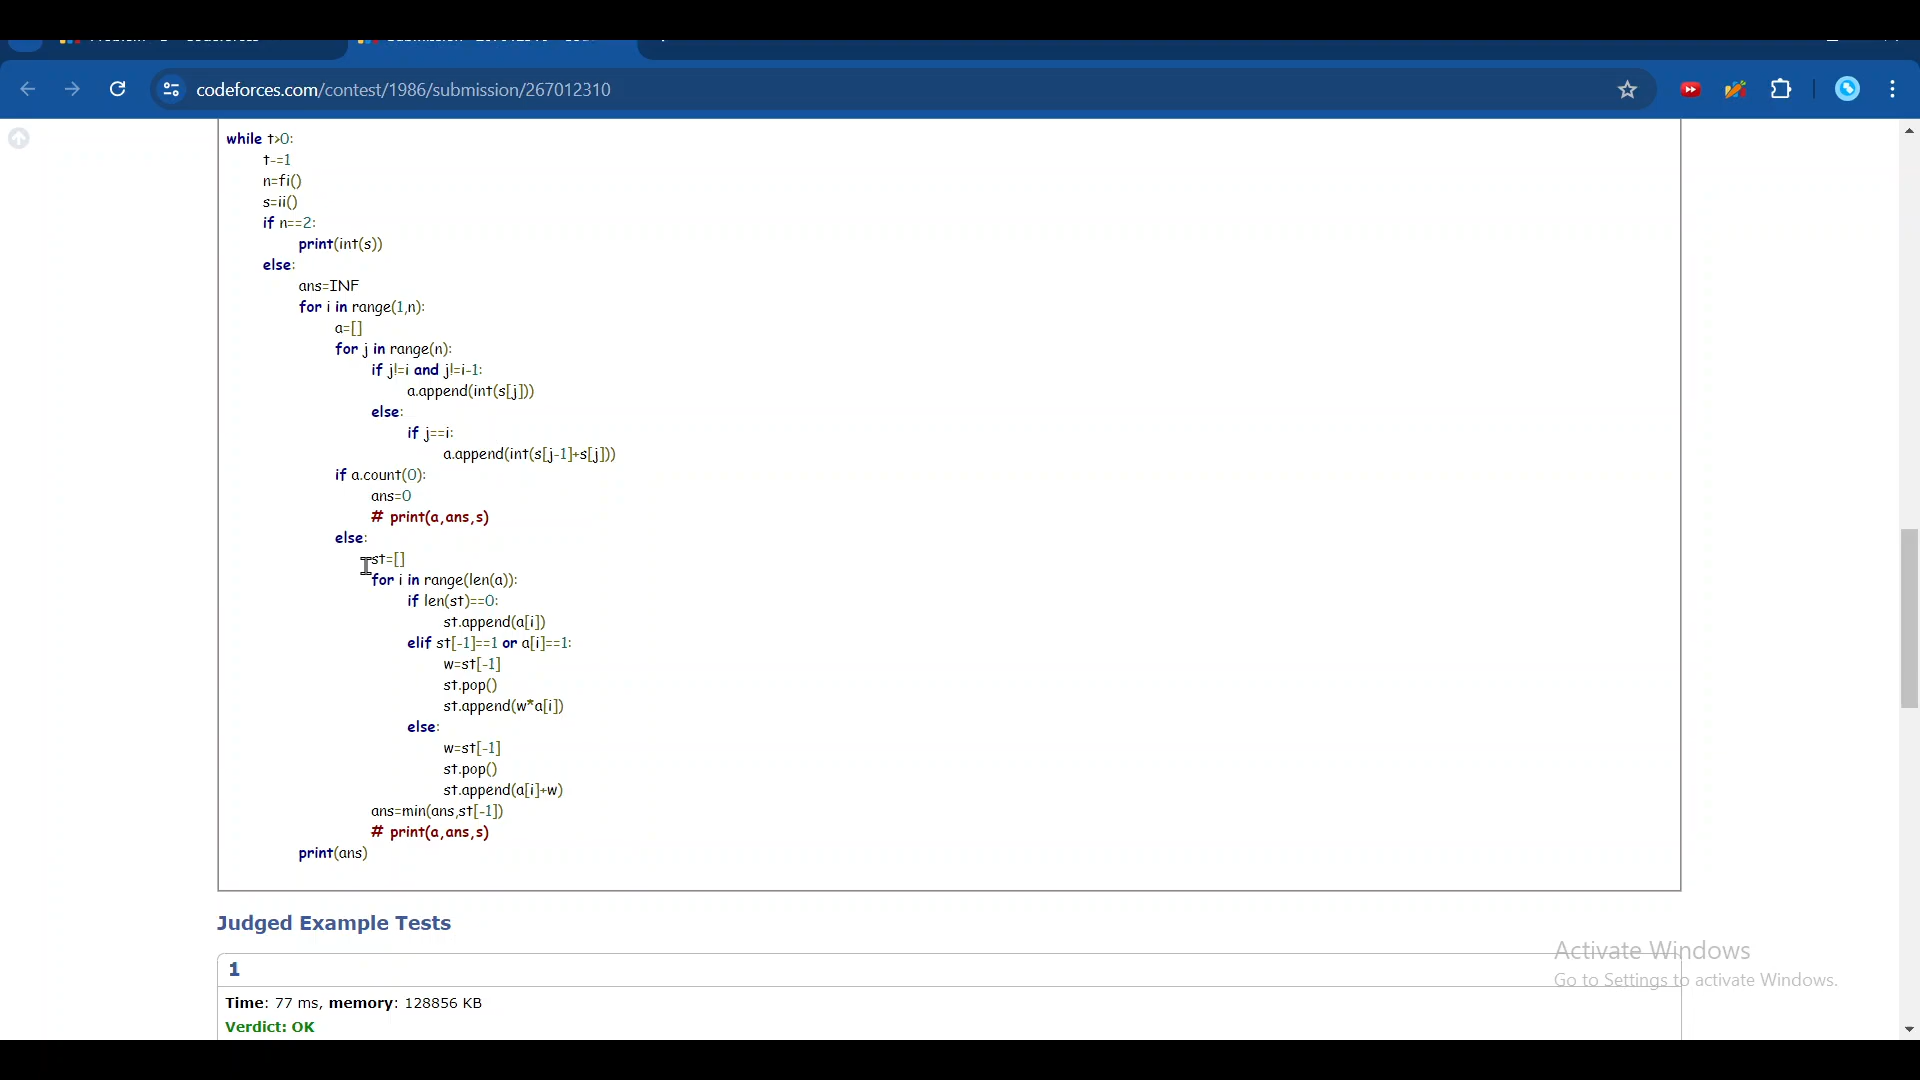 codeforces.com/contest/1986/submission/267012310
while t>0:
t-=1
n=fi()
s=ii()
if n==2:
print(int(s))
else:
ans=INF
for i in range(1,n):
a=[]
for j in range(n):
if j!=i and j!=i-1:
a.append(int(s[j]))
else:
if j==i:
a.append(int(s[j-1]+s[j]))
if a.count(0):
ans=0
# print(a,ans,s)
else:
st=[]
for i in range(len(a)):
if len(st)==0:
st.append(a[i])
elif st[-1]==1 or a[i]==1:
w=st[-1]
st.pop()
st.append(w*a[i])
else:
w=st[-1]
st.pop()
st.append(a[i]+w)
ans=min(ans,st[-1])
# print(a,ans,s)
print(ans)
Judged Example Tests
1
Time: 77 ms, memory: 128856 KB
Verdict: OK
Activate Windows
Go to Settings to activate Windows.